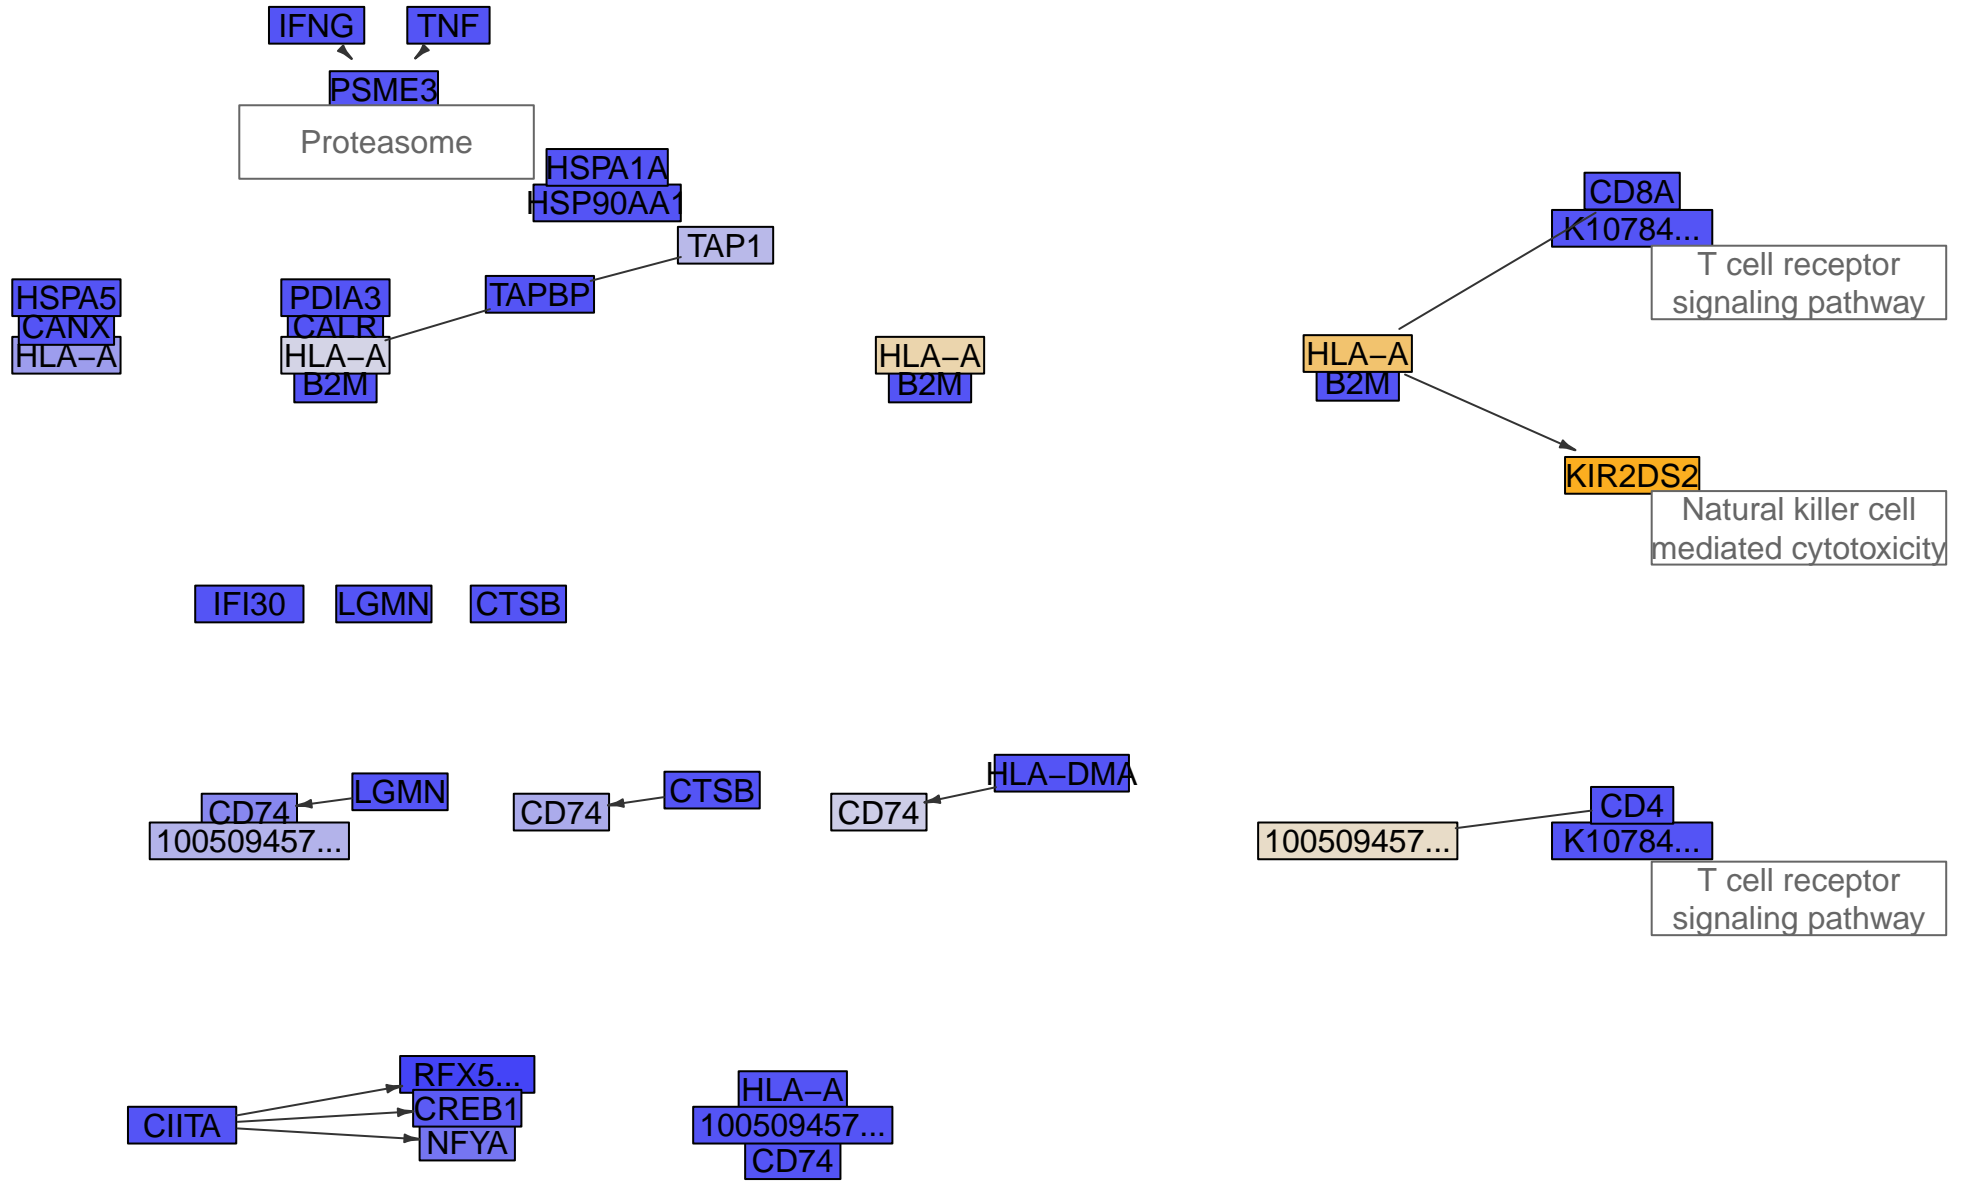 IFNG
TNF
PSME3
Proteasome
HSPA1A
HSP90AA1
TAP1
TAPBP
HSPA5
CANX
HLA−A
PDIA3
CALR
HLA−A
B2M
HLA−A
B2M
CD8A
K10784...
T cell receptor
signaling pathway
HLA−A
B2M
KIR2DS2
Natural killer cell
mediated cytotoxicity
IFI30
LGMN
CTSB
LGMN
CD74
100509457...
CTSB
CD74
HLA−DMA
CD74
CD4
100509457...
K10784...
T cell receptor
signaling pathway
RFX5...
CREB1
CIITA
NFYA
HLA−A
100509457...
CD74